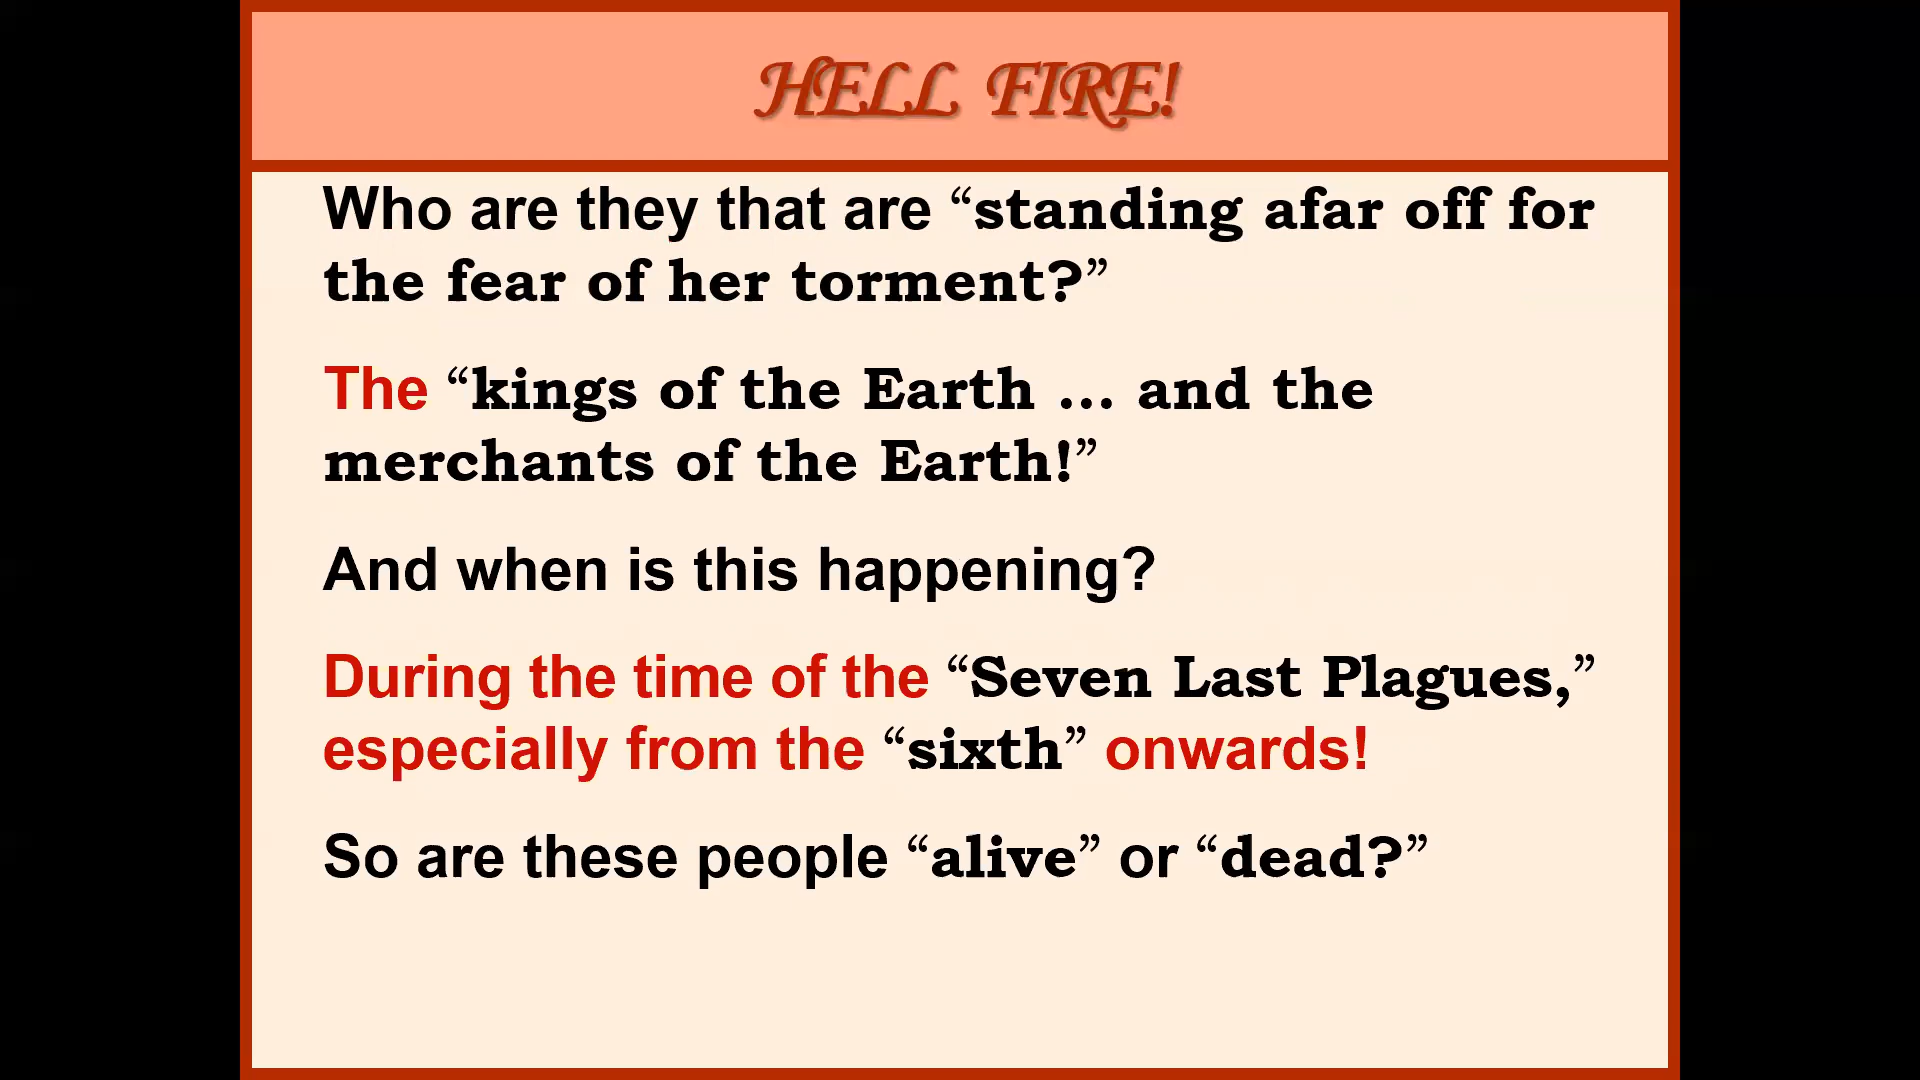 HELL FIRE!
Who are they that are “standing afar off for
the fear of her torment?”
The “kings of the Earth … and the
merchants of the Earth!”
And when is this happening?
During the time of the “Seven Last Plagues,”
especially from the “sixth” onwards!
So are these people “alive” or “dead?”